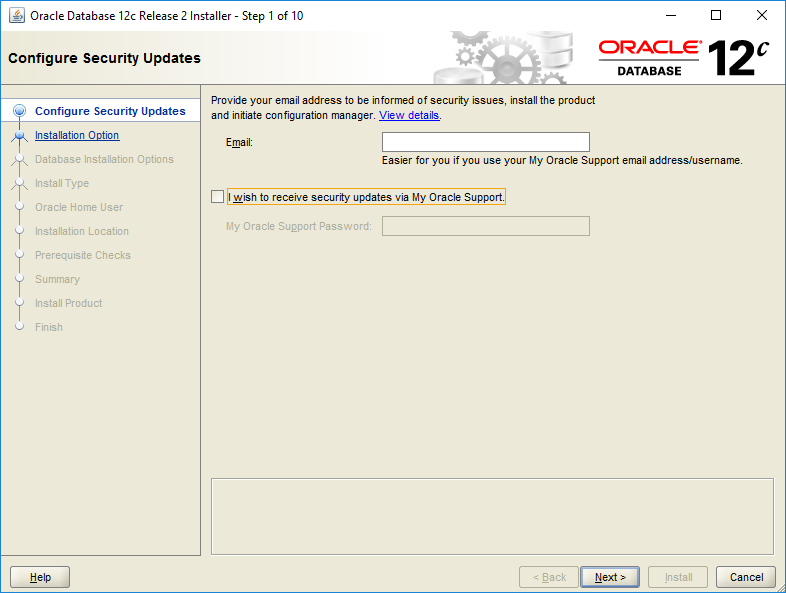 Oracle Database 12c Release 2 Installer - Step 1 of 10
Configure Security Updates
ORACLE®
DATABASE
12c
Configure Security Updates
Installation Option
Database Installation Options
Install Type
Oracle Home User
Installation Location
Prerequisite Checks
Summary
Install Product
Finish
Provide your email address to be informed of security issues, install the product
and initiate configuration manager. View details.
Email:
Easier for you if you use your My Oracle Support email address/username.
I wish to receive security updates via My Oracle Support.
My Oracle Support Password:
Help
< Back
Next >
Install
Cancel